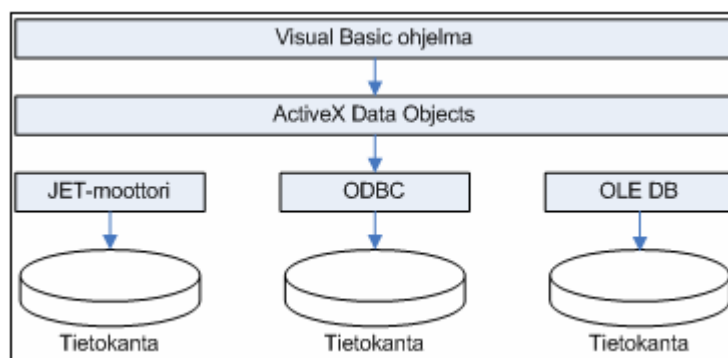 Visual Basic ohjelma
ActiveX Data Objects
JET-moottori
ODBC
OLE DB
Tietokanta
Tietokanta
Tietokanta